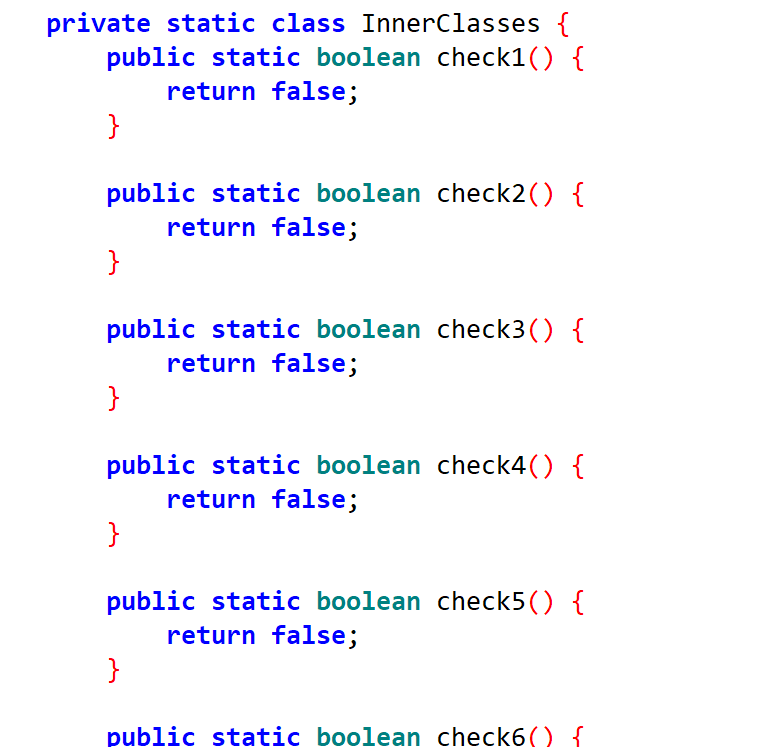 private static class InnerClasses {
    public static boolean check1() {
        return false;
    }

    public static boolean check2() {
        return false;
    }

    public static boolean check3() {
        return false;
    }

    public static boolean check4() {
        return false;
    }

    public static boolean check5() {
        return false;
    }

    public static boolean check6() {